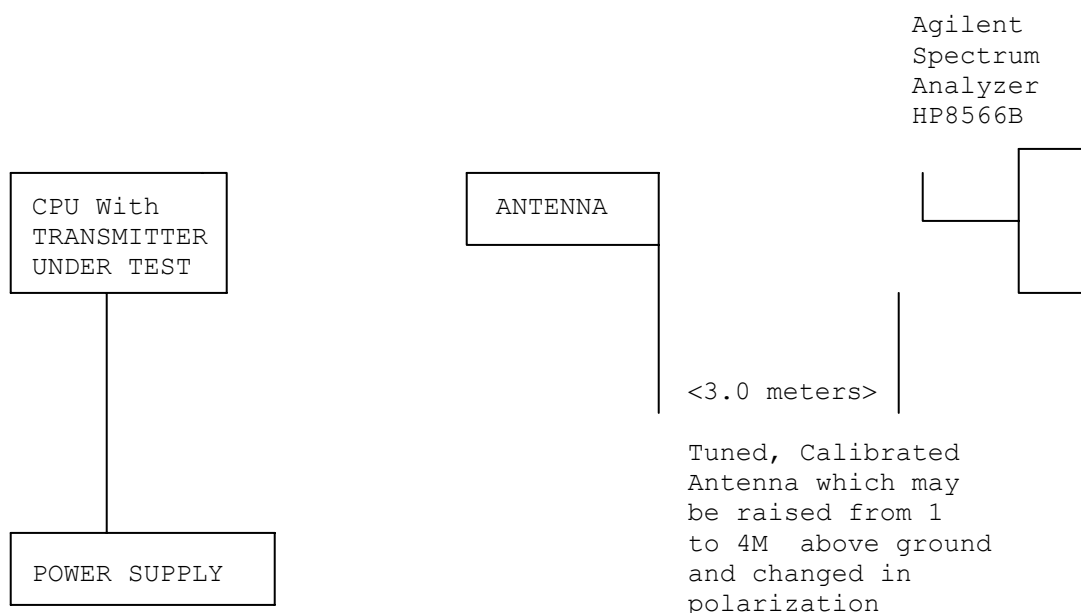 Agilent
Spectrum
Analyzer
HP8566B
CPU With
TRANSMITTER
UNDER TEST
ANTENNA
<3.0 meters>
Tuned, Calibrated
Antenna which may
be raised from 1
to 4M above ground
and changed in
polarization
POWER SUPPLY